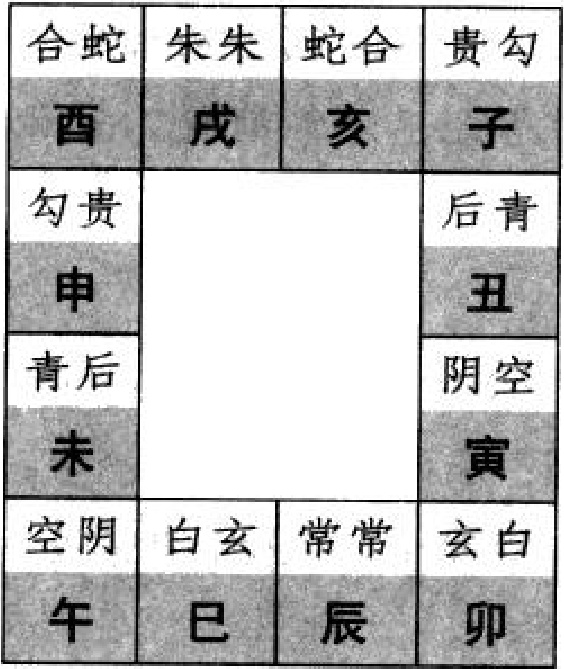 合蛇 朱朱 蛇合 贵勾
酉 戌 亥 子
勾贵 后青
申 丑
青后 阴空
未 寅
空阴 白玄 常常 玄白
午 巳 辰 卯